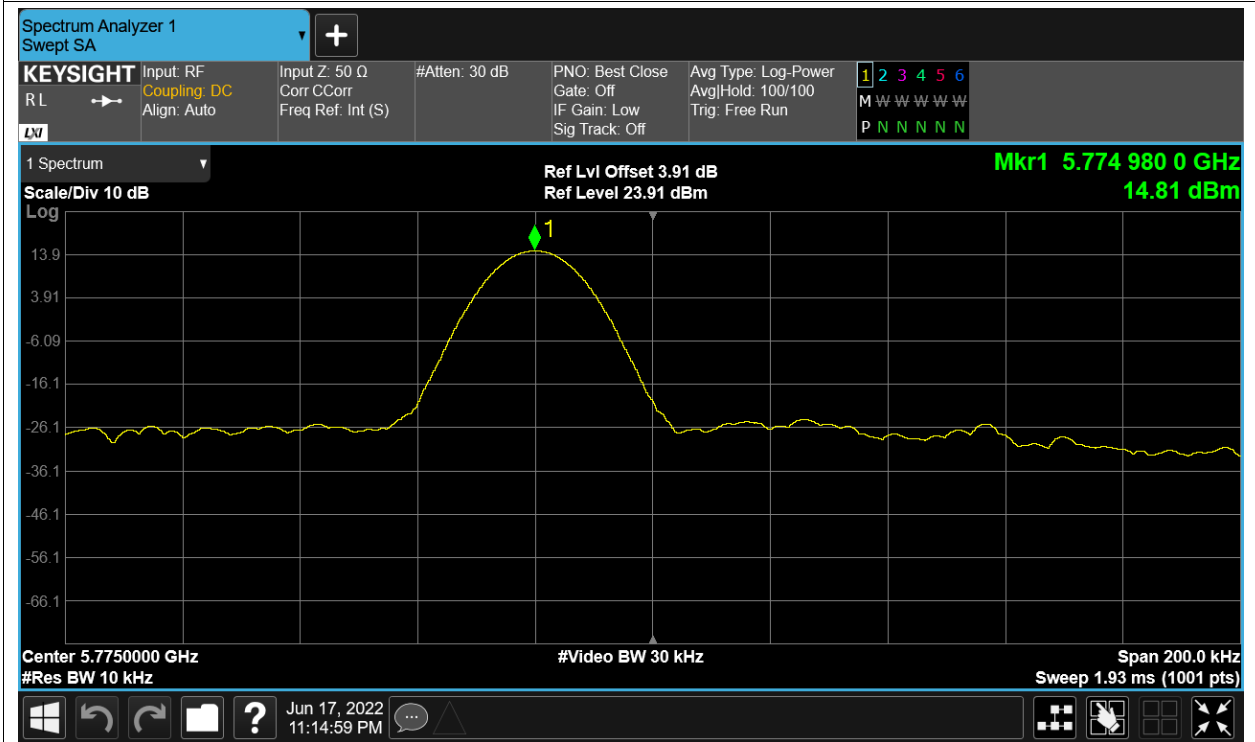 Spectrum Analyzer 1
Swept SA
+
KEYSIGHT
R L
LXI
Input: RF
Coupling: DC
Align: Auto
Input Z: 50 Ω
Corr CCorr
Freq Ref: Int (S)
#Atten: 30 dB
PNO: Best Close
Gate: Off
IF Gain: Low
Sig Track: Off
Avg Type: Log-Power
Avg|Hold: 100/100
Trig: Free Run
1 2 3 4 5 6
M W W W W W
P N N N N N
1 Spectrum
Scale/Div 10 dB
Log
Ref Lvl Offset 3.91 dB
Ref Level 23.91 dBm
Mkr1 5.774 980 0 GHz
14.81 dBm
1
13.9
3.91
-6.09
-16.1
-26.1
-36.1
-46.1
-56.1
-66.1
Center 5.7750000 GHz
#Res BW 10 kHz
#Video BW 30 kHz
Span 200.0 kHz
Sweep 1.93 ms (1001 pts)
?
Jun 17, 2022
11:14:59 PM